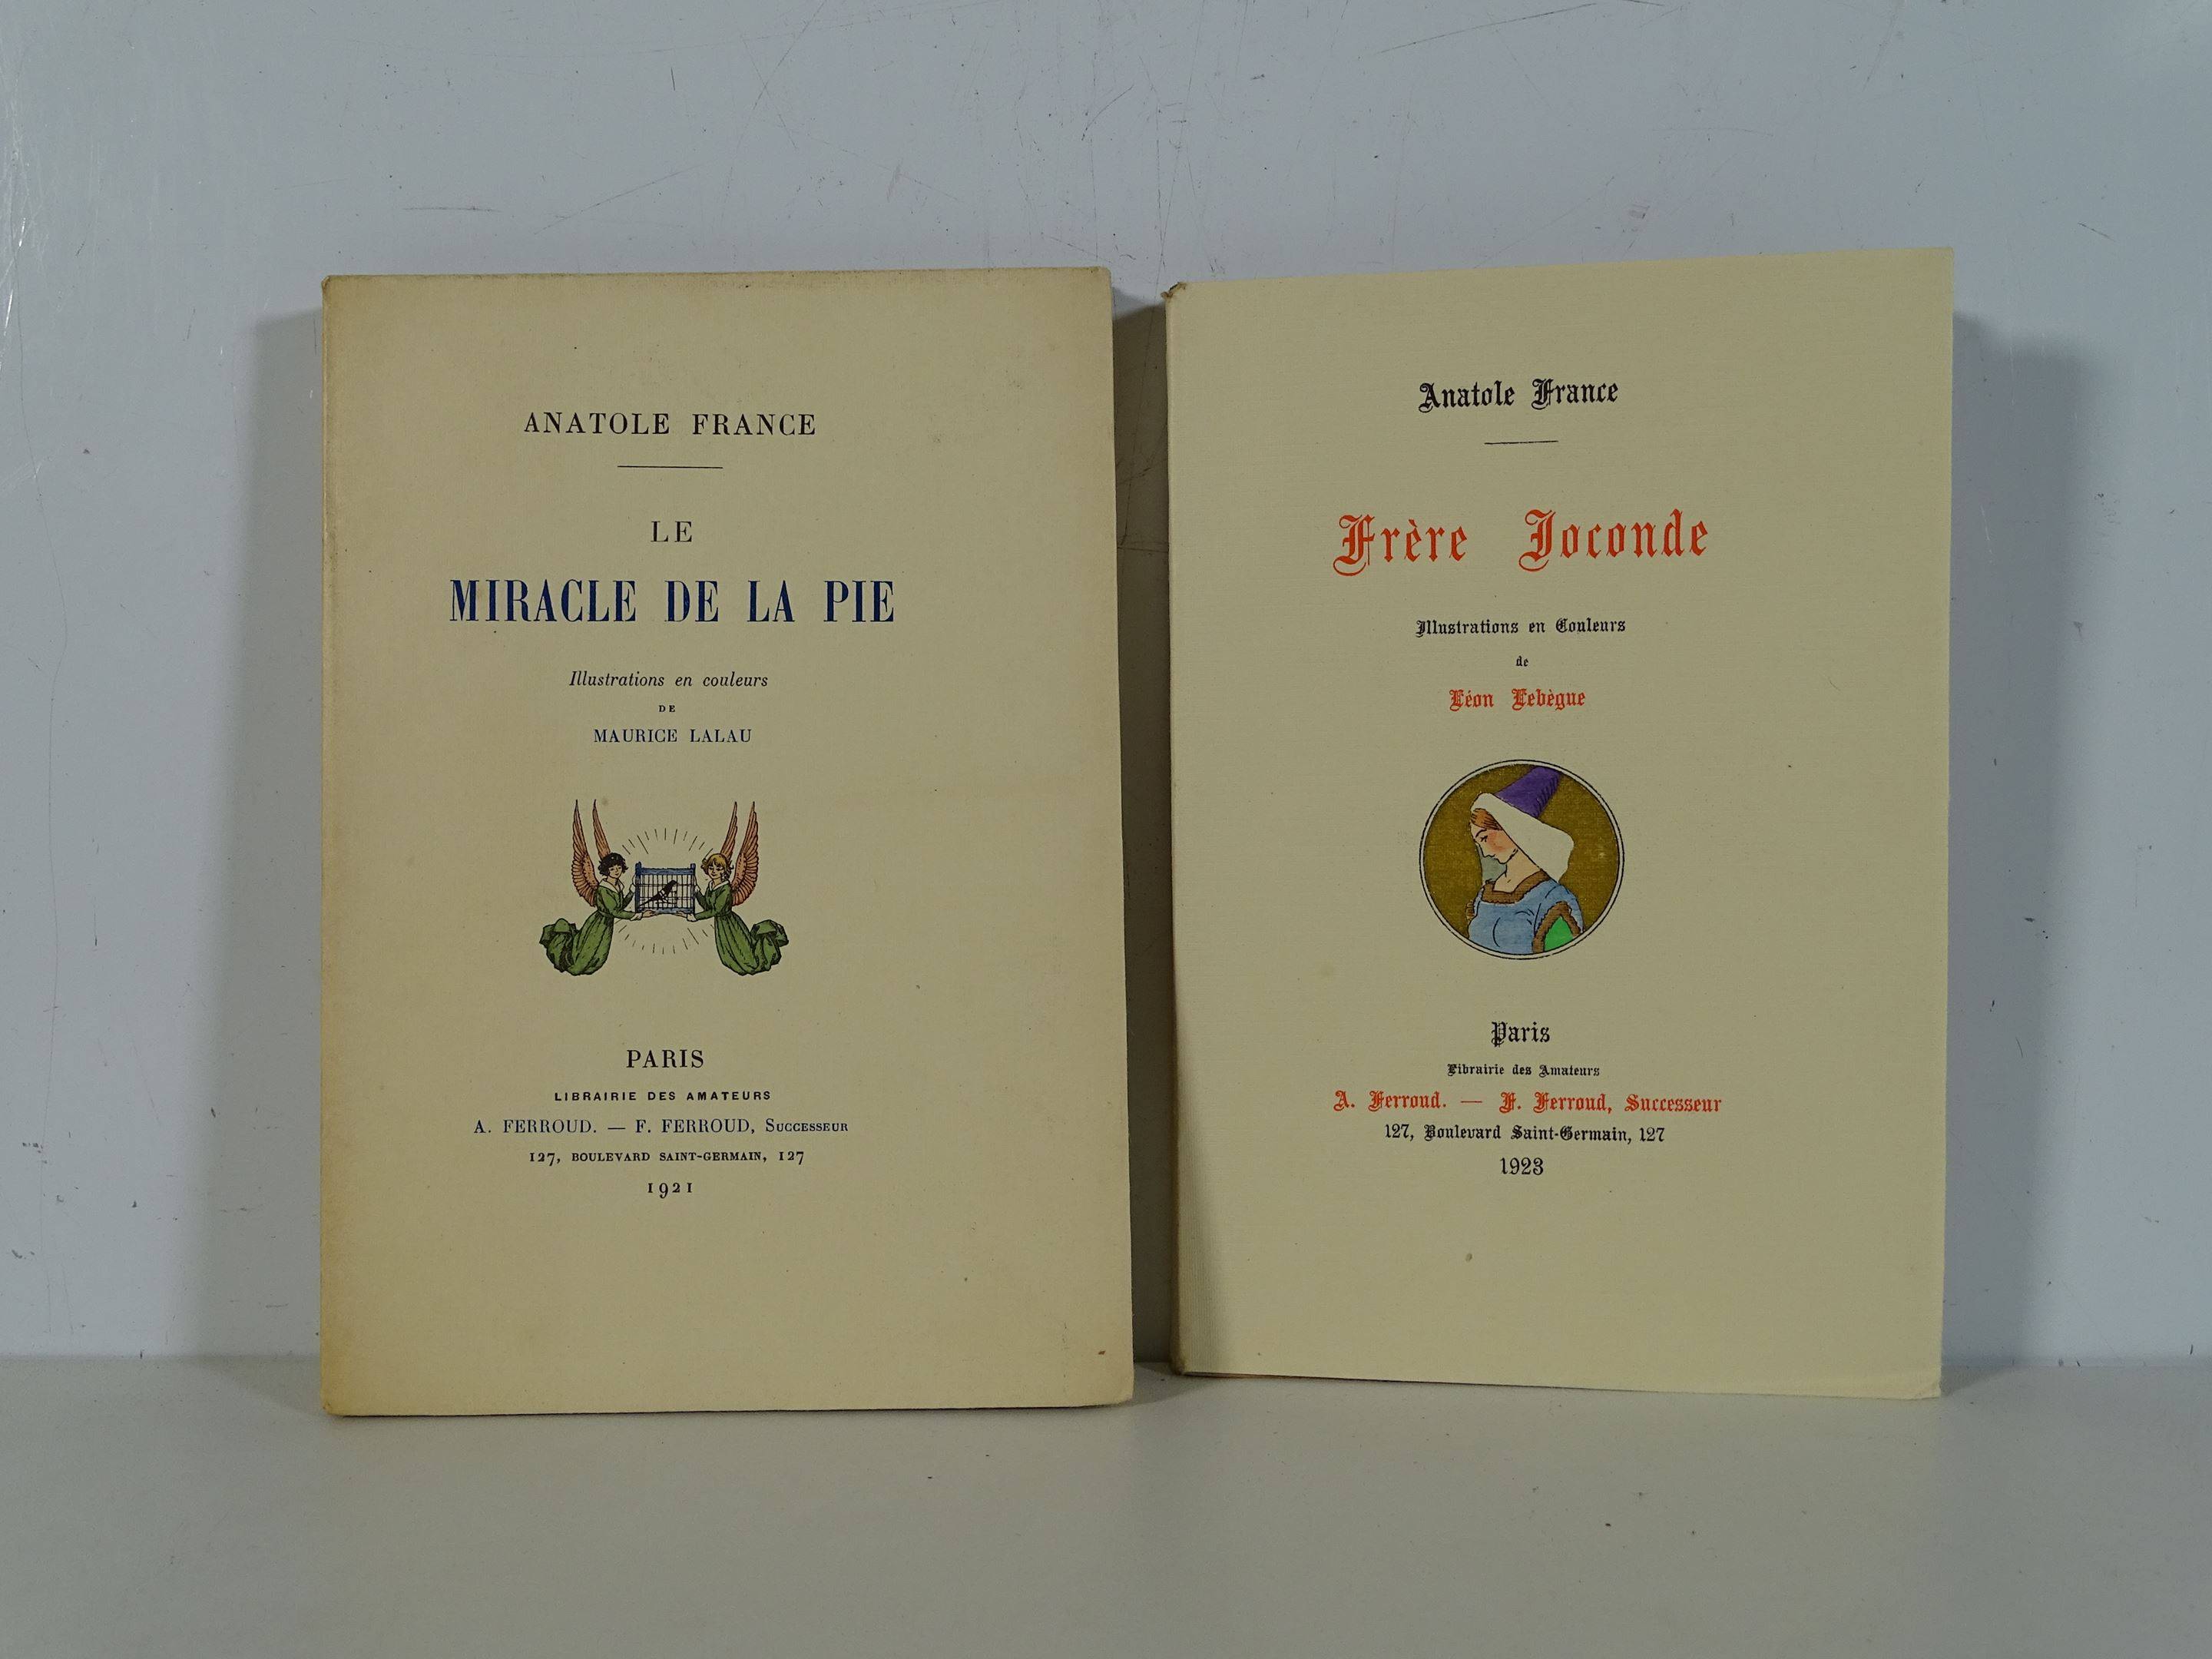 ANATOLE FRANCE
LE
MIRACLE DE LA PIE
Illustrations en couleurs
DE
MAURICE LALAU
PARIS
LIBRAIRIE DES AMATEURS
A. FERROUD. — F. FERROUD, SUCCESSEUR
127, BOULEVARD SAINT-GERMAIN, 127
1921
Anatole France
Frère Joconde
Illustrations en Couleurs
de
Léon Lebègue
Paris
Librairie des Amateurs
A. Ferroud. — F. Ferroud, Successeur
127, Boulevard Saint-Germain, 127
1923